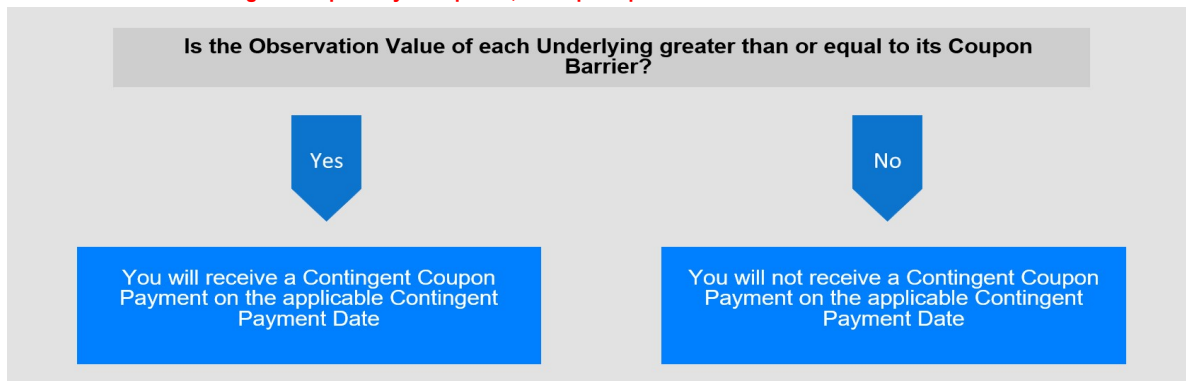 Is the Observation Value of each Underlying greater than or equal to its Coupon
Barrier?
Yes
No
You will receive a Contingent Coupon
Payment on the applicable Contingent
Payment Date
You will not receive a Contingent Coupon
Payment on the applicable Contingent
Payment Date